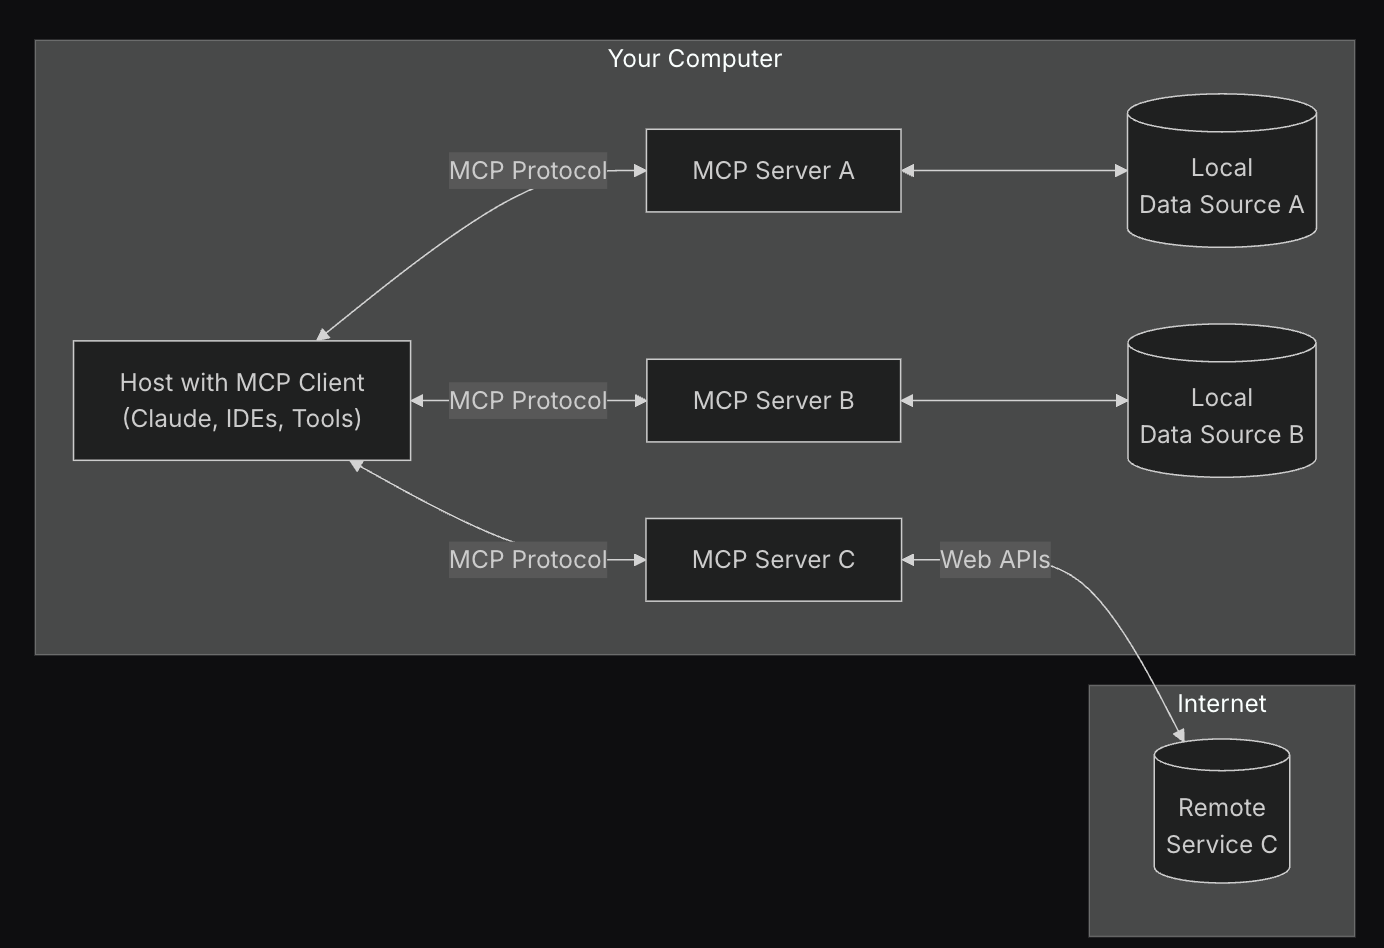 Your Computer
MCP Protocol
MCP Server A
Local
Data Source A
Host with MCP Client
(Claude, IDEs, Tools)
MCP Protocol
MCP Server B
Local
Data Source B
MCP Protocol
MCP Server C
Web APIs
Internet
Remote
Service C